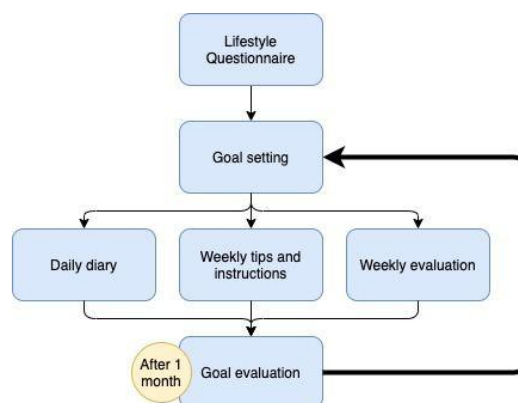 Lifestyle
Questionnaire
Goal setting
Daily diary
Weekly tips and
instructions
Weekly evaluation
After 1
month
Goal evaluation